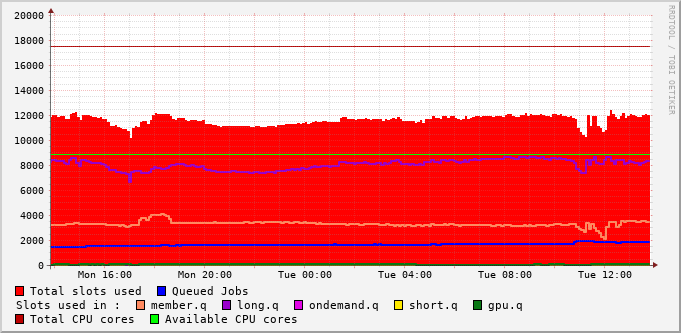 20000
18000
16000
14000
12000
10000
8000
6000
4000
2000
0
Mon 16:00 Mon 20:00 Tue 00:00 Tue 04:00 Tue 08:00 Tue 12:00
RRDTOOL / TOBI OETIKER
Total slots used Queued Jobs
Slots used in : member.q long.q ondemand.q short.q gpu.q
Total CPU cores Available CPU cores